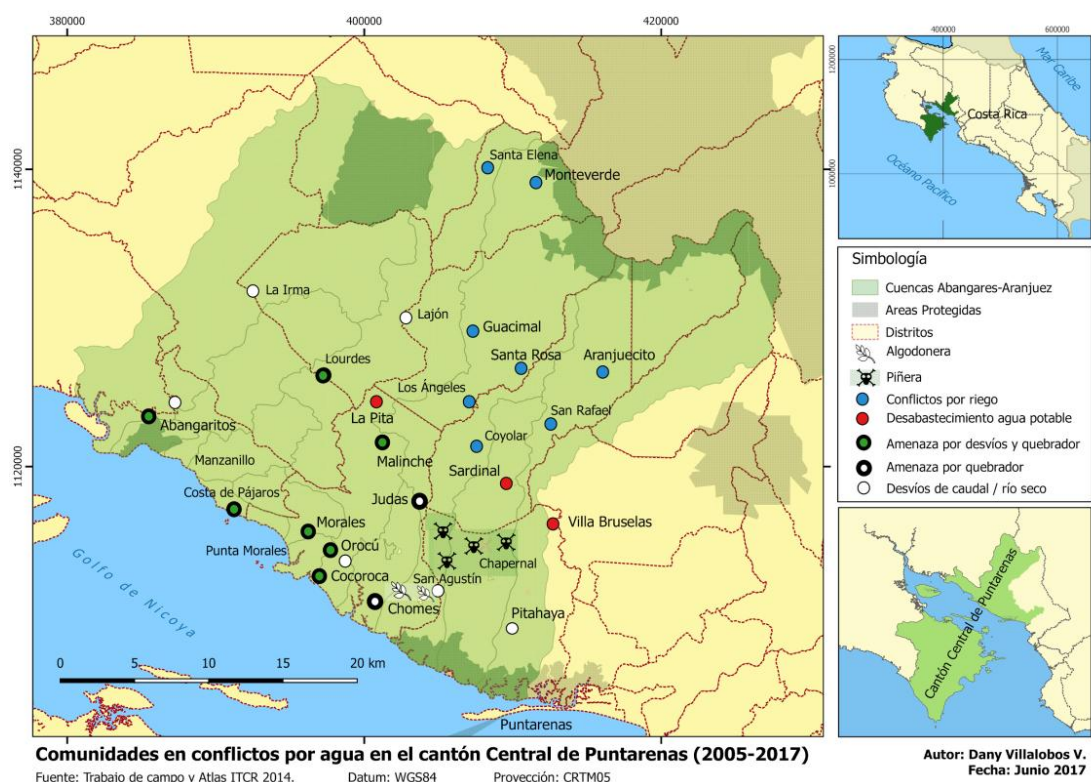 380000
400000
420000
1140000
1120000
Santa Elena
Monteverde
La Irma
Lajón
Guacimal
Santa Rosa
Aranjuecito
Lourdes
Los Ángeles
La Pita
San Rafael
Abangaritos
Malinche
Coyolar
Manzanillo
Sardinal
Costa de Pájaros
Judas
Villa Bruselas
Morales
Punta Morales
Orocú
Chapernal
Cocoroca
San Agustín
Chomes
Pitahaya
Golfo de Nicoya
0 5 10 15 20 km
Puntarenas
400000
600000
1200000
1000000
Mar Caribe
Costa Rica
Océano Pacífico
Simbología
Cuencas Abangares-Aranjuez
Areas Protegidas
Distritos
Algodonera
Piñera
Conflictos por riego
Desabastecimiento agua potable
Amenaza por desvíos y quebrador
Amenaza por quebrador
Desvíos de caudal / río seco
Cantón Central de Puntarenas
Comunidades en conflictos por agua en el cantón Central de Puntarenas (2005-2017)
Fuente: Trabajo de campo y Atlas ITCR 2014. Datum: WGS84 Proyección: CRTM05
Autor: Dany Villalobos V.
Fecha: Junio 2017